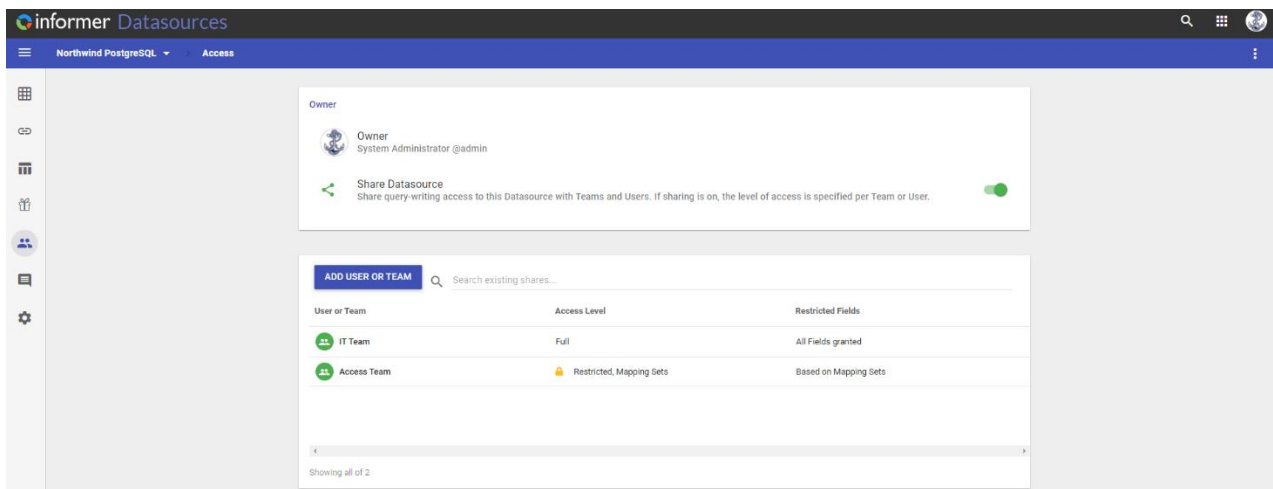 informer Datasources
Northwind PostgreSQL > Access
Owner
Owner
System Administrator @admin
Share Datasource
Share query-writing access to this Datasource with Teams and Users. If sharing is on, the level of access is specified per Team or User.
ADD USER OR TEAM Search existing shares...
User or Team Access Level Restricted Fields
IT Team Full All Fields granted
Access Team Restricted, Mapping Sets Based on Mapping Sets
Showing all of 2